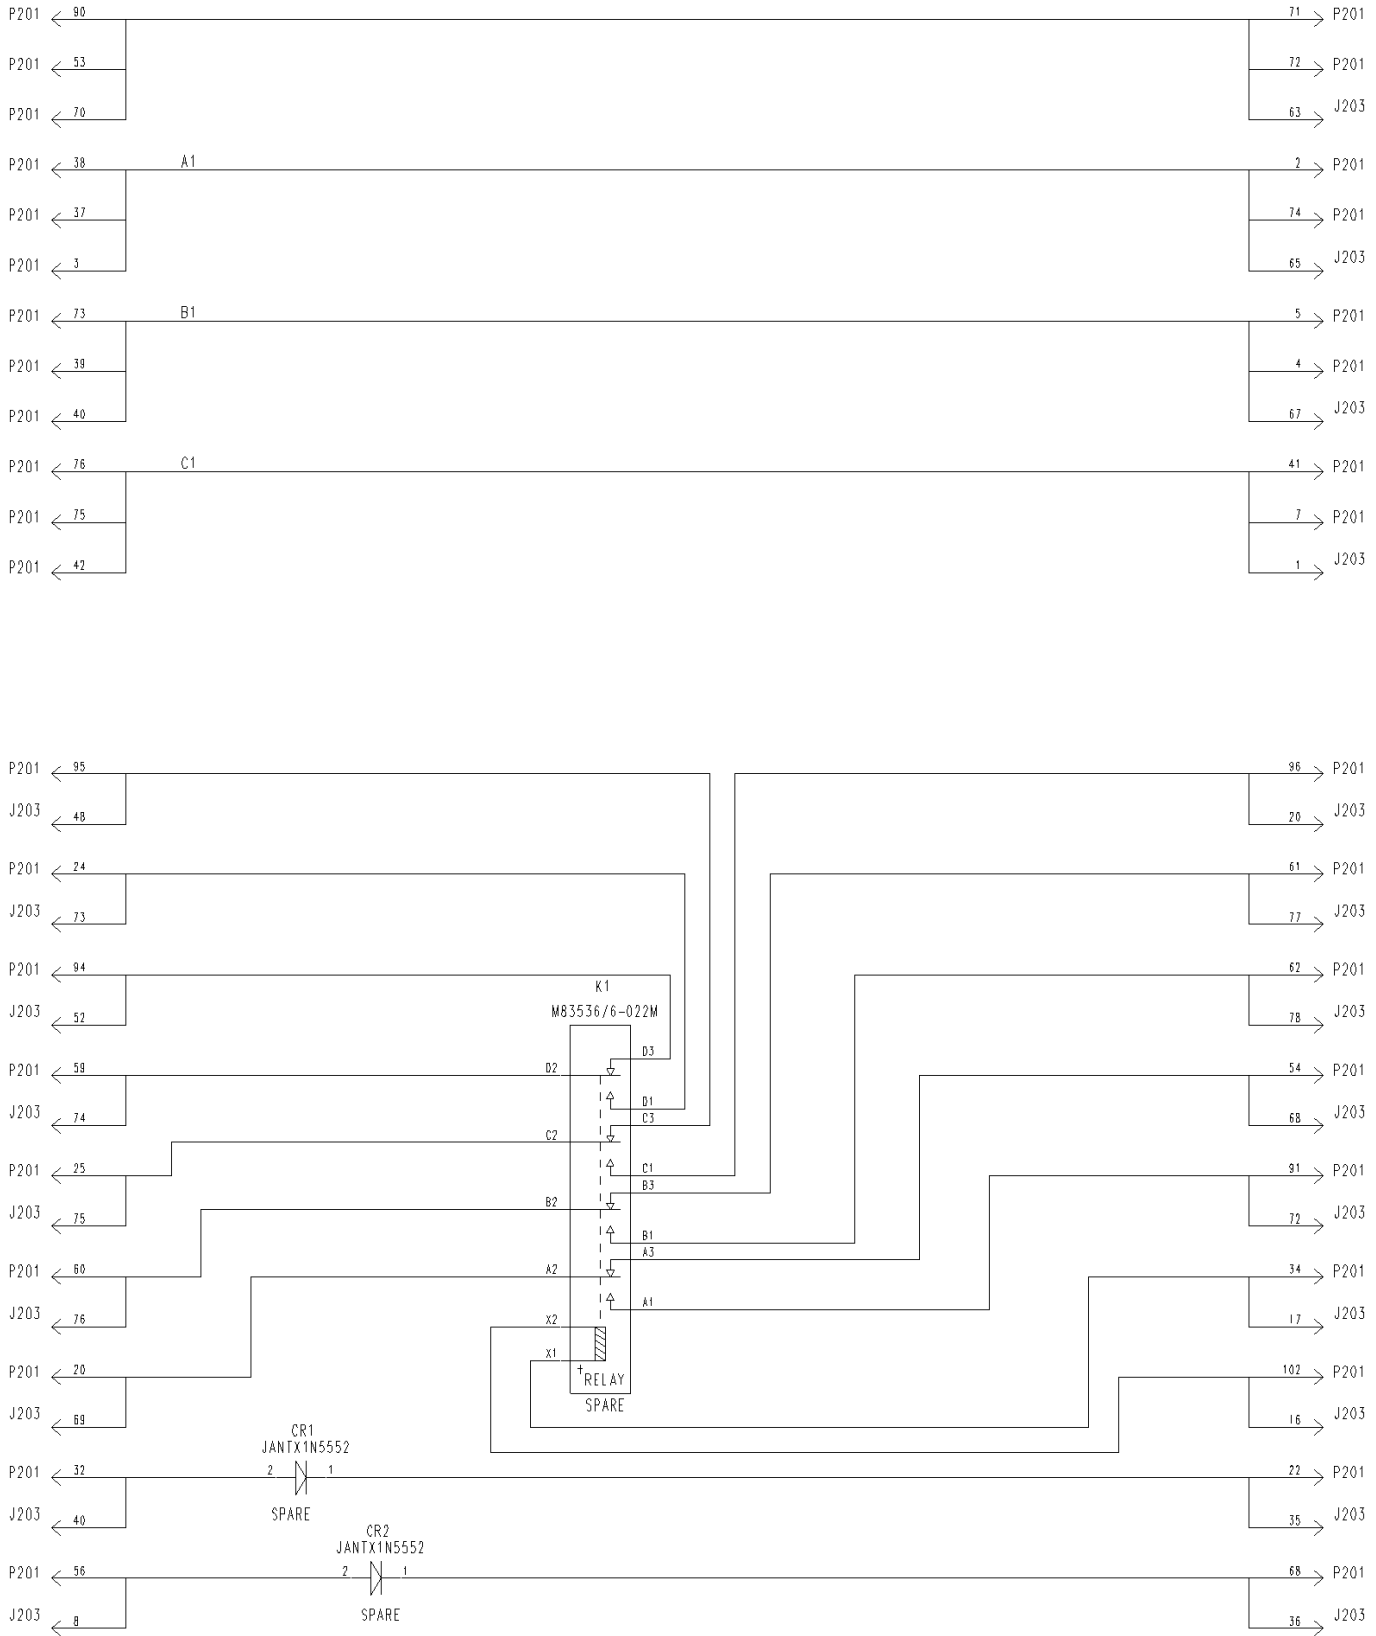 P201 90 71 P201
P201 53 72 P201
P201 70 63 J203
P201 38 A1 2 P201
P201 37 74 P201
P201 3 65 J203
P201 73 B1 5 P201
P201 39 4 P201
P201 40 67 J203
P201 76 C1 41 P201
P201 75 7 P201
P201 42 1 J203
P201 95 96 P201
J203 48 20 J203
P201 24 61 P201
J203 73 77 J203
P201 94 62 P201
K1
J203 52 M83536/6-022M 78 J203
D3
P201 59 D2 54 P201
D1
J203 74 C3 68 J203
C2
P201 25 C1 91 P201
B3
J203 75 B2 72 J203
B1
A3
P201 60 A2 34 P201
A1
J203 76 X2 17 J203
X1
P201 20 +RELAY 102 P201
SPARE
J203 69 16 J203
CR1
JANTX1N5552
P201 32 2 1 22 P201
J203 40 SPARE 35 J203
CR2
JANTX1N5552
P201 56 2 1 68 P201
J203 8 SPARE 36 J203